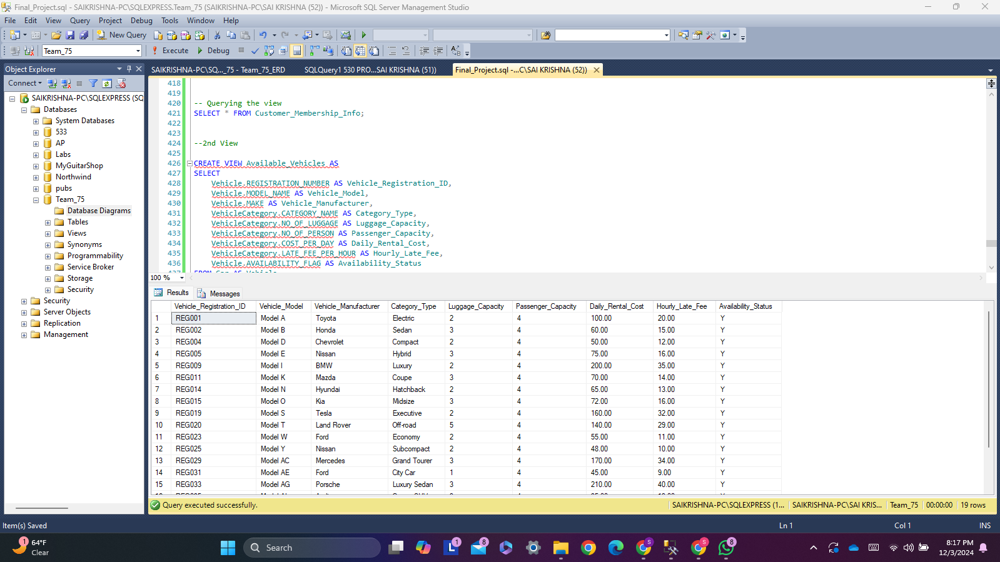 Final_Project.sql - SAIKRISHNA-PC\SQLEXPRESS.Team_75 (SAIKRISHNA-PC\SAI KRISHNA (52)) - Microsoft SQL Server Management Studio
File Edit View Query Project Debug Tools Window Help
New Query
Team_75 Execute Debug
Object Explorer
SAIKRISHNA-PC\SQ..._75 - Team_75_ERD SQLQuery1 530 PRO...SAI KRISHNA (51)) Final_Project.sql -...C\SAI KRISHNA (52))
Connect
SAIKRISHNA-PC\SQLEXPRESS (SQ
Databases
System Databases
533
AP
Labs
MyGuitarShop
Northwind
pubs
Team_75
Database Diagrams
Tables
Views
Synonyms
Programmability
Service Broker
Storage
Security
Security
Server Objects
Replication
Management
418
419
420 -- Querying the view
421 SELECT * FROM Customer_Membership_Info;
422
423
424 --2nd View
425
426 CREATE VIEW Available_Vehicles AS
427 SELECT
428 Vehicle.REGISTRATION_NUMBER AS Vehicle_Registration_ID,
429 Vehicle.MODEL_NAME AS Vehicle_Model,
430 Vehicle.MAKE AS Vehicle_Manufacturer,
431 VehicleCategory.CATEGORY_NAME AS Category_Type,
432 VehicleCategory.NO_OF_LUGGAGE AS Luggage_Capacity,
433 VehicleCategory.NO_OF_PERSON AS Passenger_Capacity,
434 VehicleCategory.COST_PER_DAY AS Daily_Rental_Cost,
435 VehicleCategory.LATE_FEE_PER_HOUR AS Hourly_Late_Fee,
436 Vehicle.AVAILABILITY_FLAG AS Availability_Status
100 %
Results Messages
Vehicle_Registration_ID Vehicle_Model Vehicle_Manufacturer Category_Type Luggage_Capacity Passenger_Capacity Daily_Rental_Cost Hourly_Late_Fee Availability_Status
1 REG001 Model A Toyota Electric 2 4 100.00 20.00 Y
2 REG002 Model B Honda Sedan 3 4 60.00 15.00 Y
3 REG004 Model D Chevrolet Compact 2 4 50.00 12.00 Y
4 REG005 Model E Nissan Hybrid 3 4 75.00 16.00 Y
5 REG009 Model I BMW Luxury 2 4 200.00 35.00 Y
6 REG011 Model K Mazda Coupe 3 4 70.00 14.00 Y
7 REG014 Model N Hyundai Hatchback 2 4 65.00 13.00 Y
8 REG015 Model O Kia Midsize 3 4 72.00 16.00 Y
9 REG019 Model S Tesla Executive 2 4 160.00 32.00 Y
10 REG020 Model T Land Rover Off-road 5 4 140.00 29.00 Y
11 REG023 Model W Ford Economy 2 4 55.00 11.00 Y
12 REG025 Model Y Nissan Subcompact 2 4 48.00 10.00 Y
13 REG029 Model AC Mercedes Grand Tourer 3 4 170.00 34.00 Y
14 REG031 Model AE Ford City Car 1 4 45.00 9.00 Y
15 REG033 Model AG Porsche Luxury Sedan 3 4 210.00 40.00 Y
Query executed successfully. SAIKRISHNA-PC\SQLEXPRESS (1... SAIKRISHNA-PC\SAI KRIS... Team_75 00:00:00 19 rows
Item(s) Saved Ln 1 Col 1 INS
1 64°F
Clear
Search
1 8 S S 8
8:17 PM
12/3/2024